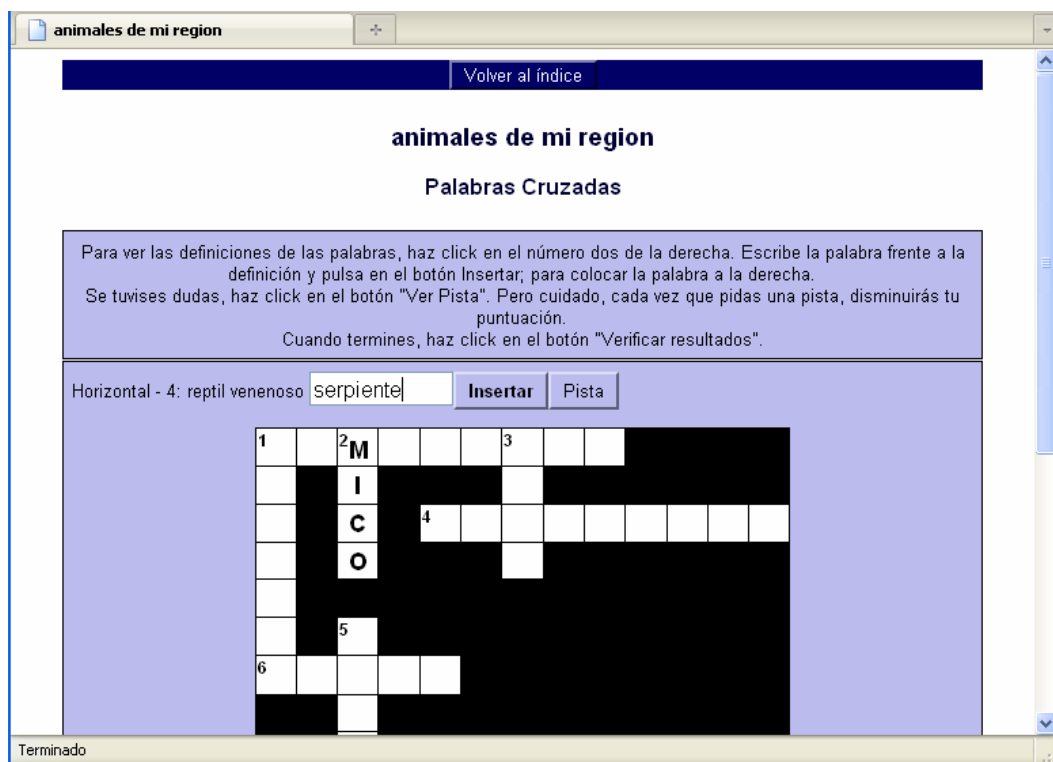 animales de mi region
Volver al índice
animales de mi region
Palabras Cruzadas
Para ver las definiciones de las palabras, haz click en el número dos de la derecha. Escribe la palabra frente a la
definición y pulsa en el botón Insertar; para colocar la palabra a la derecha.
Se tuvises dudas, haz click en el botón "Ver Pista". Pero cuidado, cada vez que pidas una pista, disminuirás tu
puntuación.
Cuando termines, haz click en el botón "Verificar resultados".
Horizontal - 4: reptil venenoso serpiente Insertar Pista
1 2 M 3
I
C 4
O
5
6
Terminado